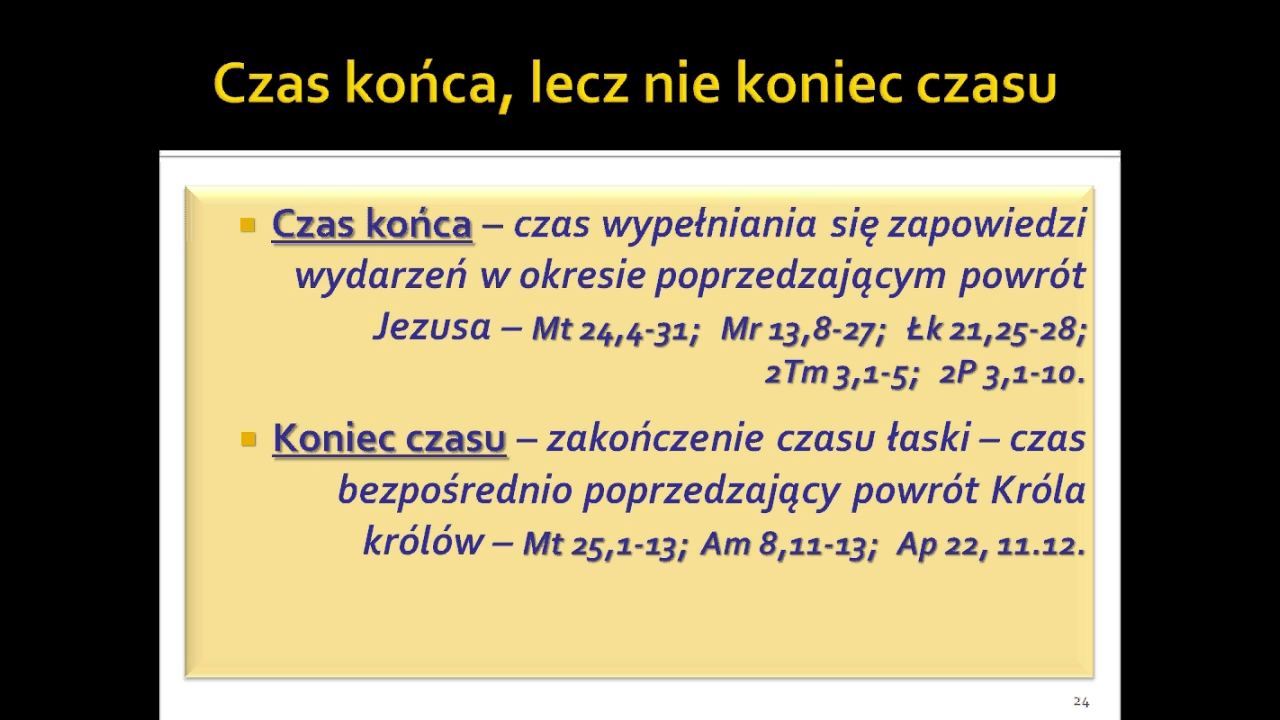 Czas końca, lecz nie koniec czasu
▪ Czas końca – czas wypełniania się zapowiedzi
wydarzeń w okresie poprzedzającym powrót
Jezusa – Mt 24,4-31; Mr 13,8-27; Łk 21,25-28;
2Tm 3,1-5; 2P 3,1-10.
▪ Koniec czasu – zakończenie czasu łaski – czas
bezpośrednio poprzedzający powrót Króla
królów – Mt 25,1-13; Am 8,11-13; Ap 22, 11.12.
24